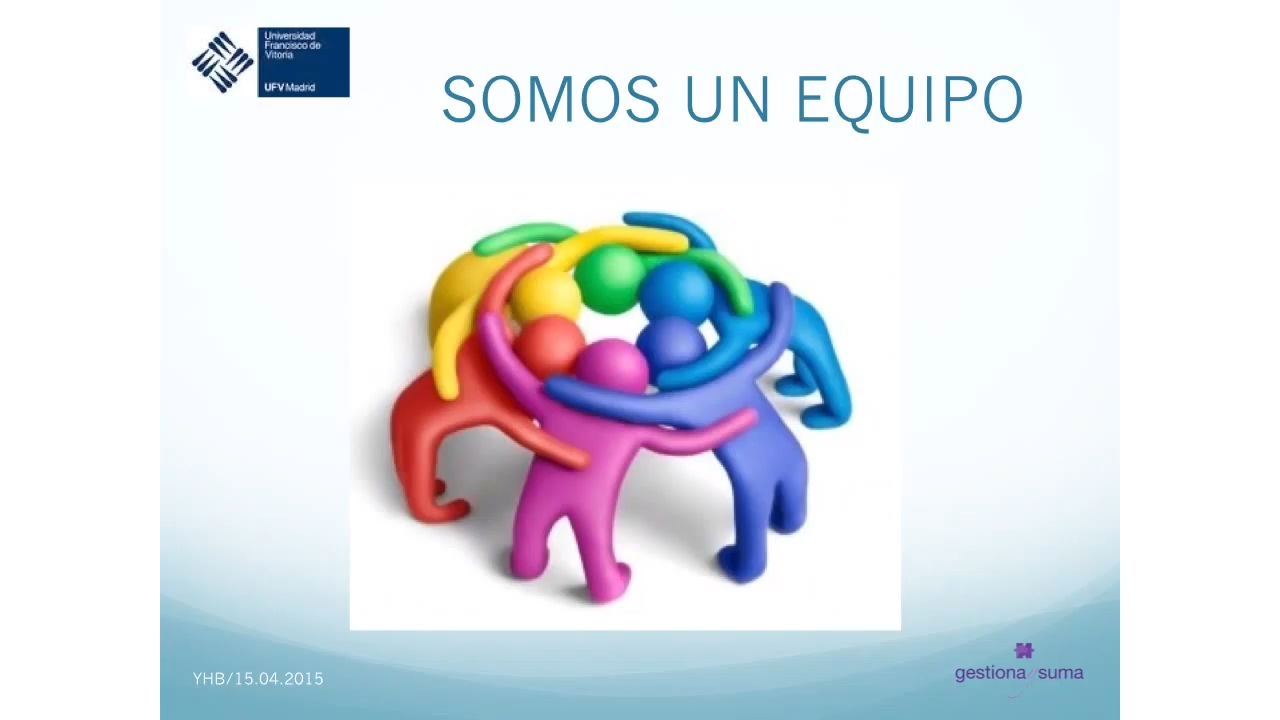 Universidad
Francisco de
Vitoria
UFV Madrid
SOMOS UN EQUIPO
YHB/15.04.2015
gestiona y suma